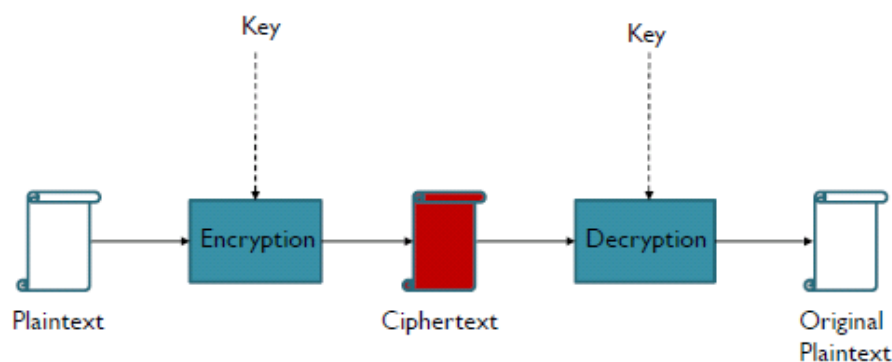 Key
Key
Encryption
Decryption
Plaintext
Ciphertext
Original
Plaintext